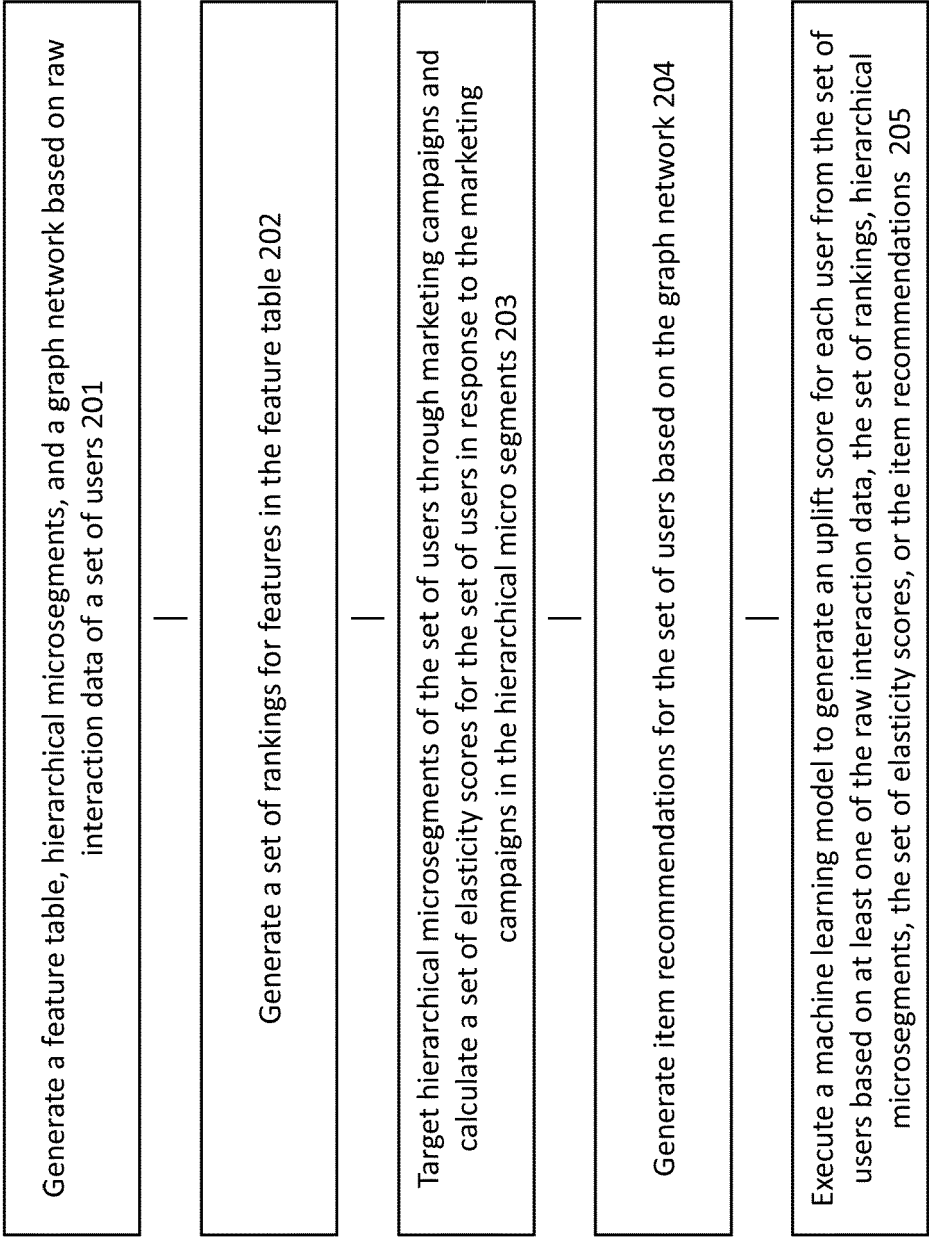 Generate a feature table, hierarchical microsegments, and a graph network based on raw
interaction data of a set of users 201
Generate a set of rankings for features in the feature table 202
Target hierarchical microsegments of the set of users through marketing campaigns and
calculate a set of elasticity scores for the set of users in response to the marketing
campaigns in the hierarchical micro segments 203
Generate item recommendations for the set of users based on the graph network 204
Execute a machine learning model to generate an uplift score for each user from the set of
users based on at least one of the raw interaction data, the set of rankings, hierarchical
microsegments, the set of elasticity scores, or the item recommendations 205